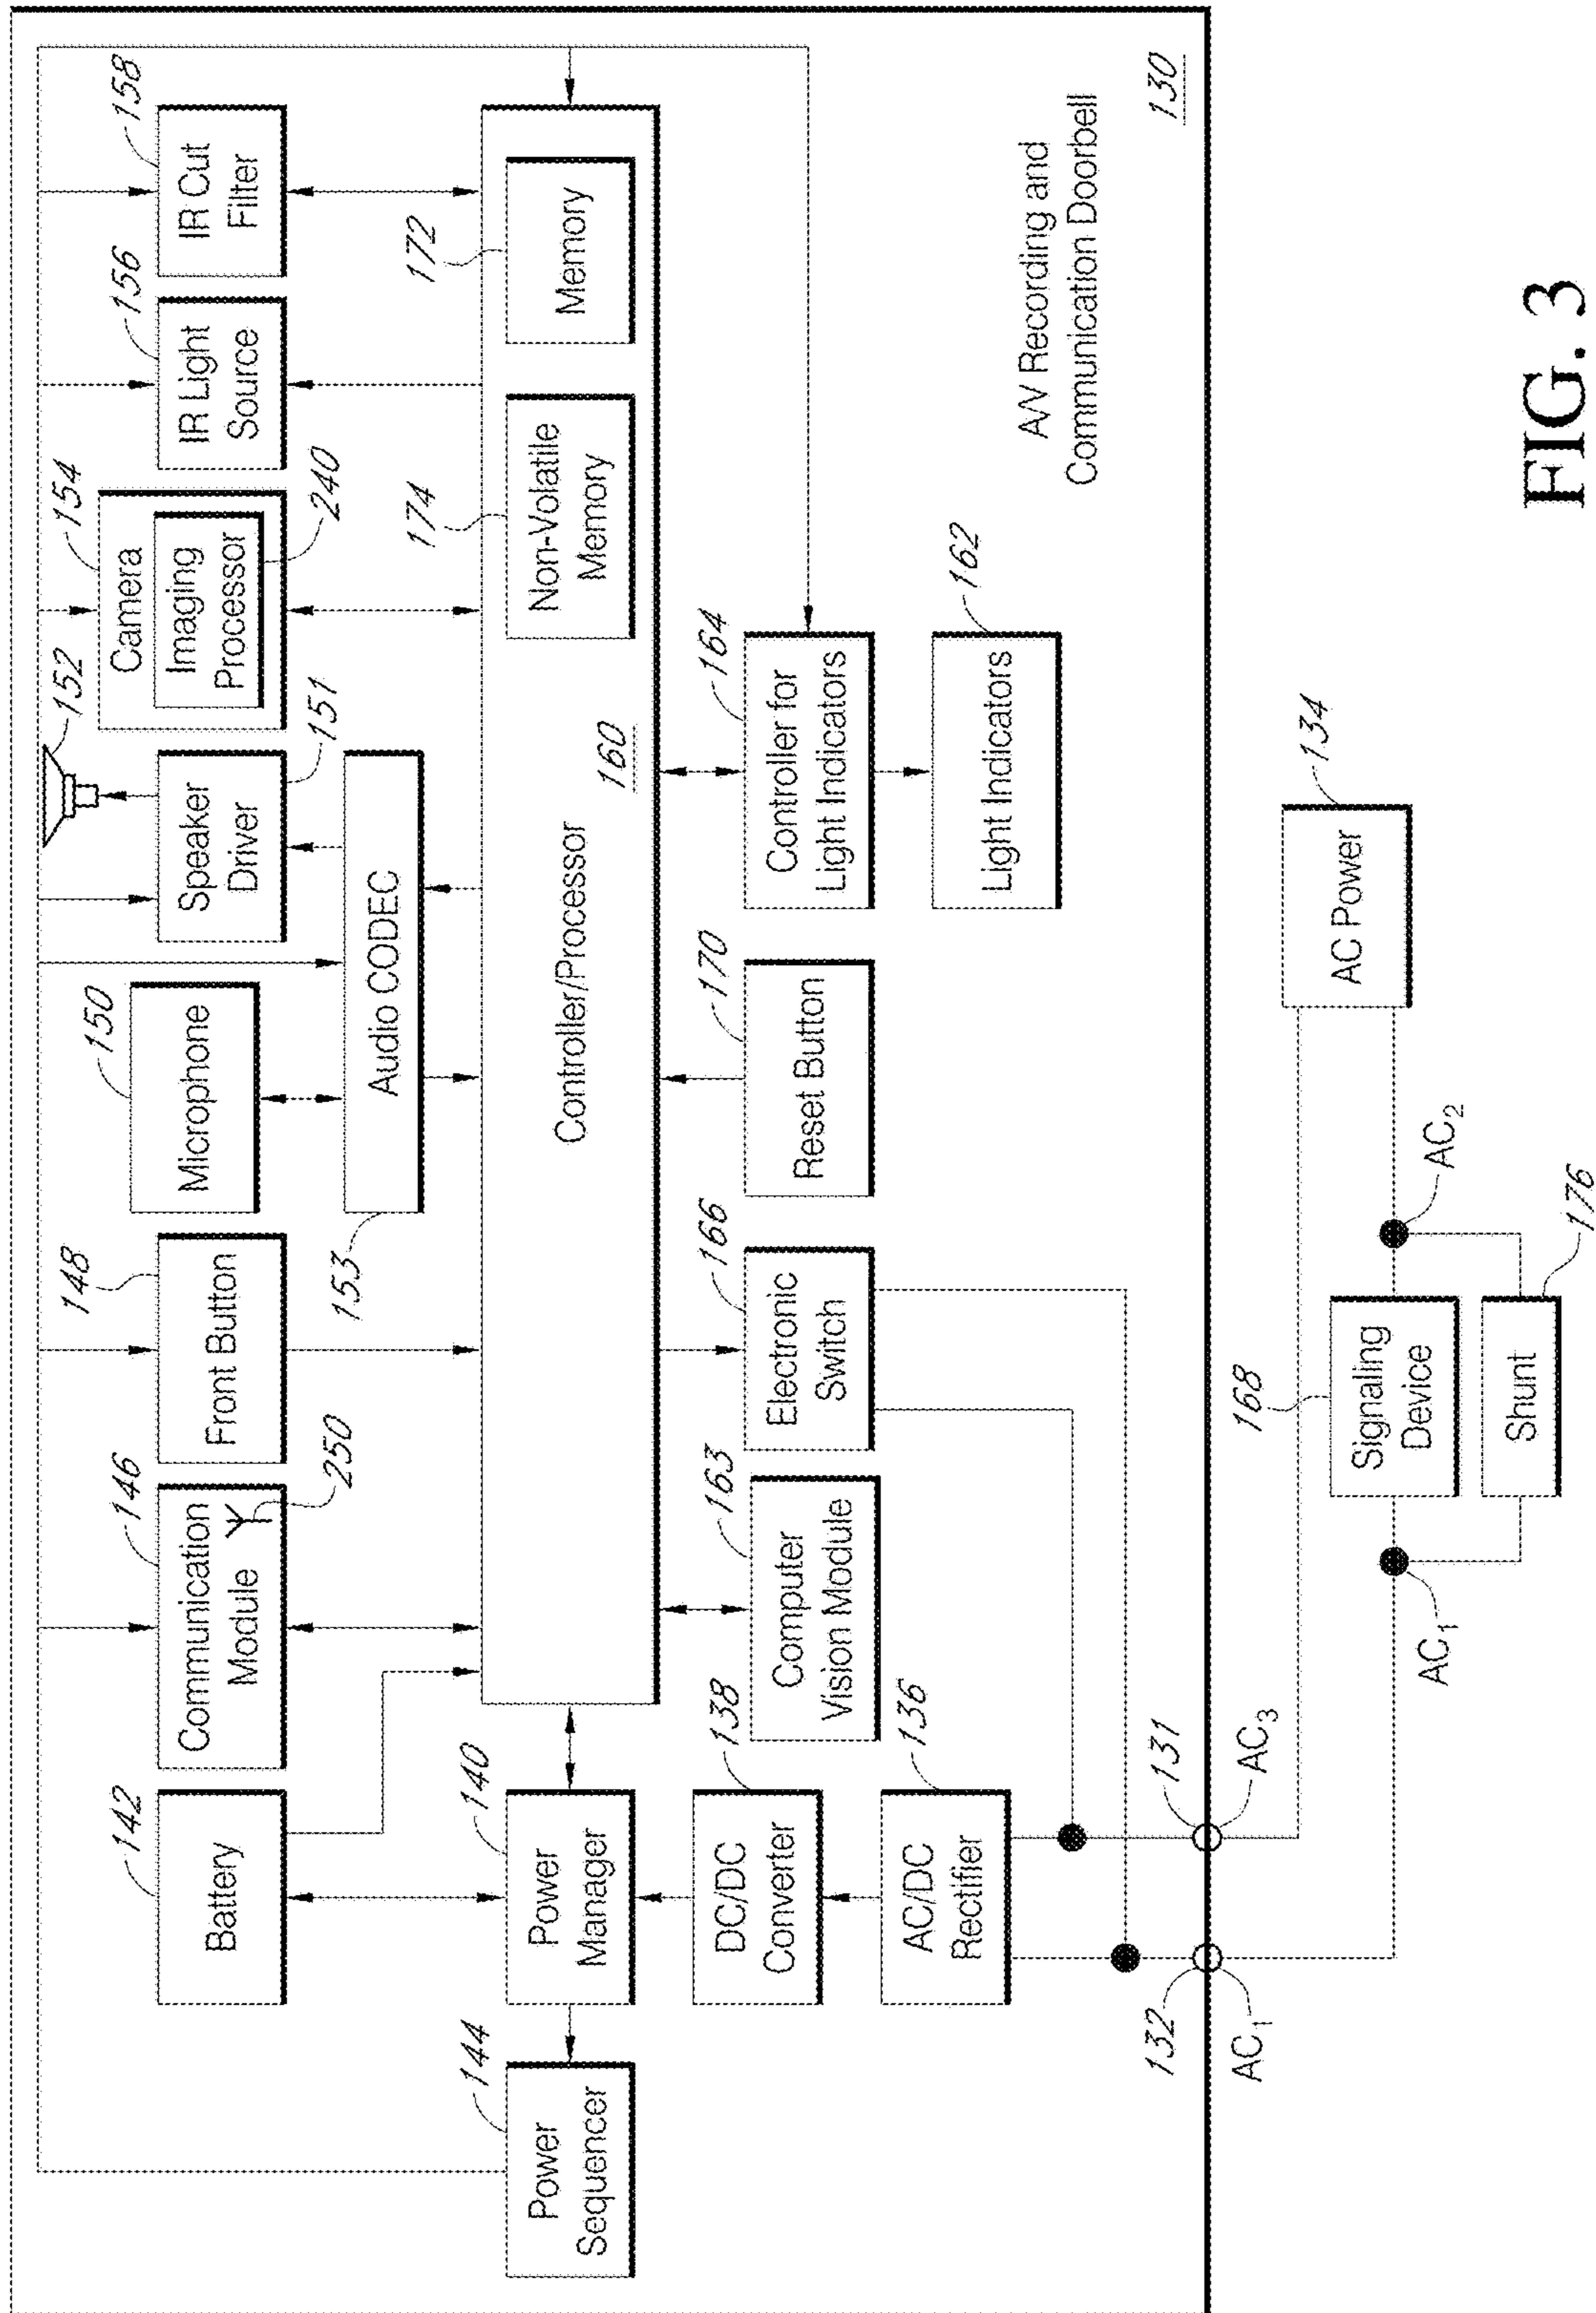 142
Battery
146
Communication
Module
250
148
Front Button
150
Microphone
152
Speaker
Driver
151
154
Camera
Imaging
Processor
240
156
IR Light
Source
158
IR Cut
Filter
153
Audio CODEC
144
Power
Sequencer
140
Power
Manager
Controller/Processor
160
174
Non-Volatile
Memory
172
Memory
138
DC/DC
Converter
163
Computer
Vision Module
166
Electronic
Switch
170
Reset Button
164
Controller for
Light Indicators
136
AC/DC
Rectifier
162
Light Indicators
A/V Recording and
Communication Doorbell
130
132
131
AC₁
AC₃
134
AC Power
168
Signaling
Device
AC₁
AC₂
Shunt
176
FIG. 3